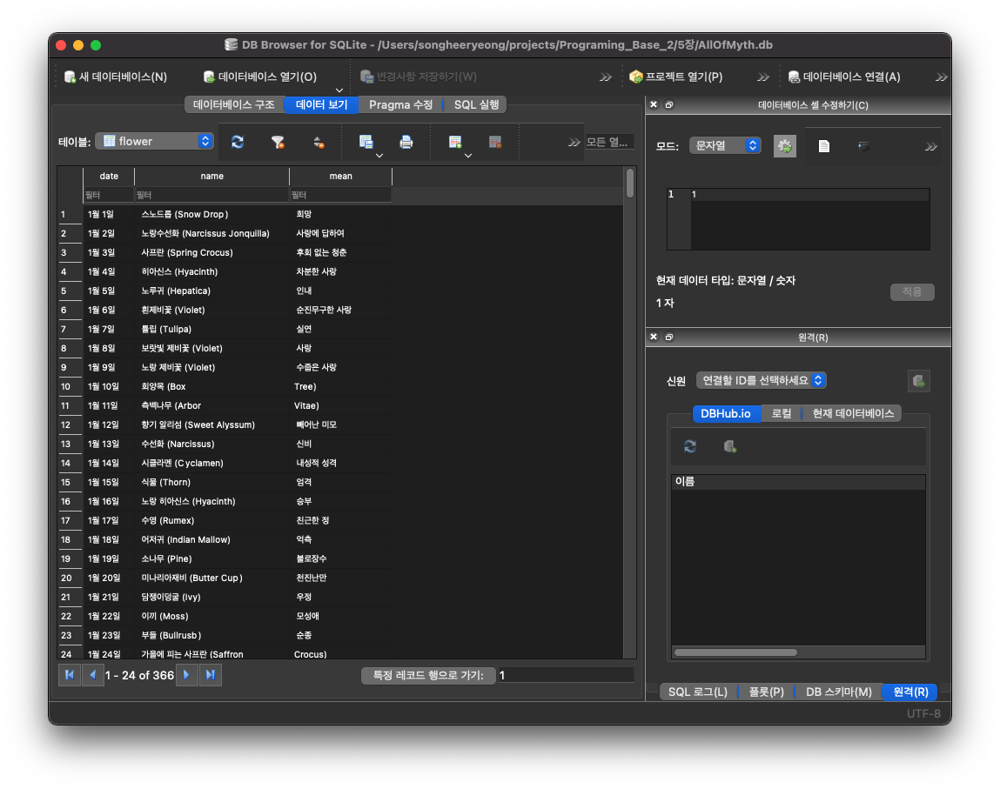 DB Browser for SQLite - /Users/songheeryeong/projects/Programing_Base_2/5장/AllOfMyth.db
새 데이터베이스(N) 데이터베이스 열기(O) 변경사항 저장하기(W) 프로젝트 열기(P) 데이터베이스 연결(A)
데이터베이스 구조 데이터 보기 Pragma 수정 SQL 실행
테이블: flower 모든 열...
date name mean
필터 필터 필터
1 1월 1일 스노드롭 (Snow Drop) 희망
2 1월 2일 노랑수선화 (Narcissus Jonquilla) 사랑에 답하여
3 1월 3일 사프란 (Spring Crocus) 후회 없는 청춘
4 1월 4일 히아신스 (Hyacinth) 차분한 사랑
5 1월 5일 노루귀 (Hepatica) 인내
6 1월 6일 흰제비꽃 (Violet) 순진무구한 사랑
7 1월 7일 튤립 (Tulipa) 실연
8 1월 8일 보랏빛 제비꽃 (Violet) 사랑
9 1월 9일 노랑 제비꽃 (Violet) 수줍은 사랑
10 1월 10일 회양목 (Box Tree)
11 1월 11일 측백나무 (Arbor Vitae)
12 1월 12일 향기 알리섬 (Sweet Alyssum) 빼어난 미모
13 1월 13일 수선화 (Narcissus) 신비
14 1월 14일 시클라멘 (Cyclamen) 내성적 성격
15 1월 15일 식물 (Thorn) 엄격
16 1월 16일 노랑 히아신스 (Hyacinth) 승부
17 1월 17일 수영 (Rumex) 친근한 정
18 1월 18일 어저귀 (Indian Mallow) 억측
19 1월 19일 소나무 (Pine) 불로장수
20 1월 20일 미나리아재비 (Butter Cup) 천진난만
21 1월 21일 담쟁이덩굴 (Ivy) 우정
22 1월 22일 이끼 (Moss) 모성애
23 1월 23일 부들 (Bullrusb) 순종
24 1월 24일 가을에 피는 사프란 (Saffron Crocus)
1 - 24 of 366 특정 레코드 행으로 가기: 1
데이터베이스 셀 수정하기(C)
모드: 문자열
1 1
현재 데이터 타입: 문자열 / 숫자
1 자
적용
원격(R)
신원 연결할 ID를 선택하세요
DBHub.io 로컬 현재 데이터베이스
이름
SQL 로그(L) 플롯(P) DB 스키마(M) 원격(R)
UTF-8